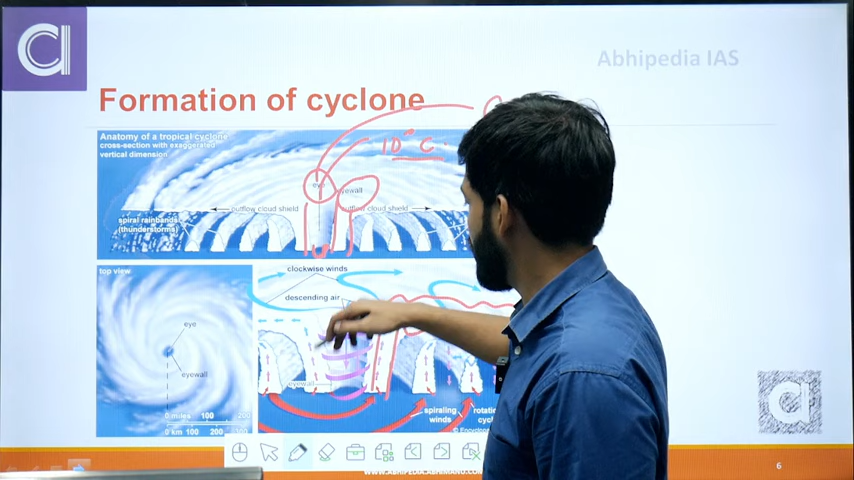 Abhipedia IAS
Formation of cyclone
Anatomy of a tropical cyclone
cross-section with exaggerated
vertical dimension
10° C
eye
outflow cloud shield
outflow cloud shield
spiral rainbands
(thunderstorms)
top view
eye
eyewall
0 miles 100 200
0 km 100 200
clockwise winds
descending air
eyewall
spiraling
winds
6